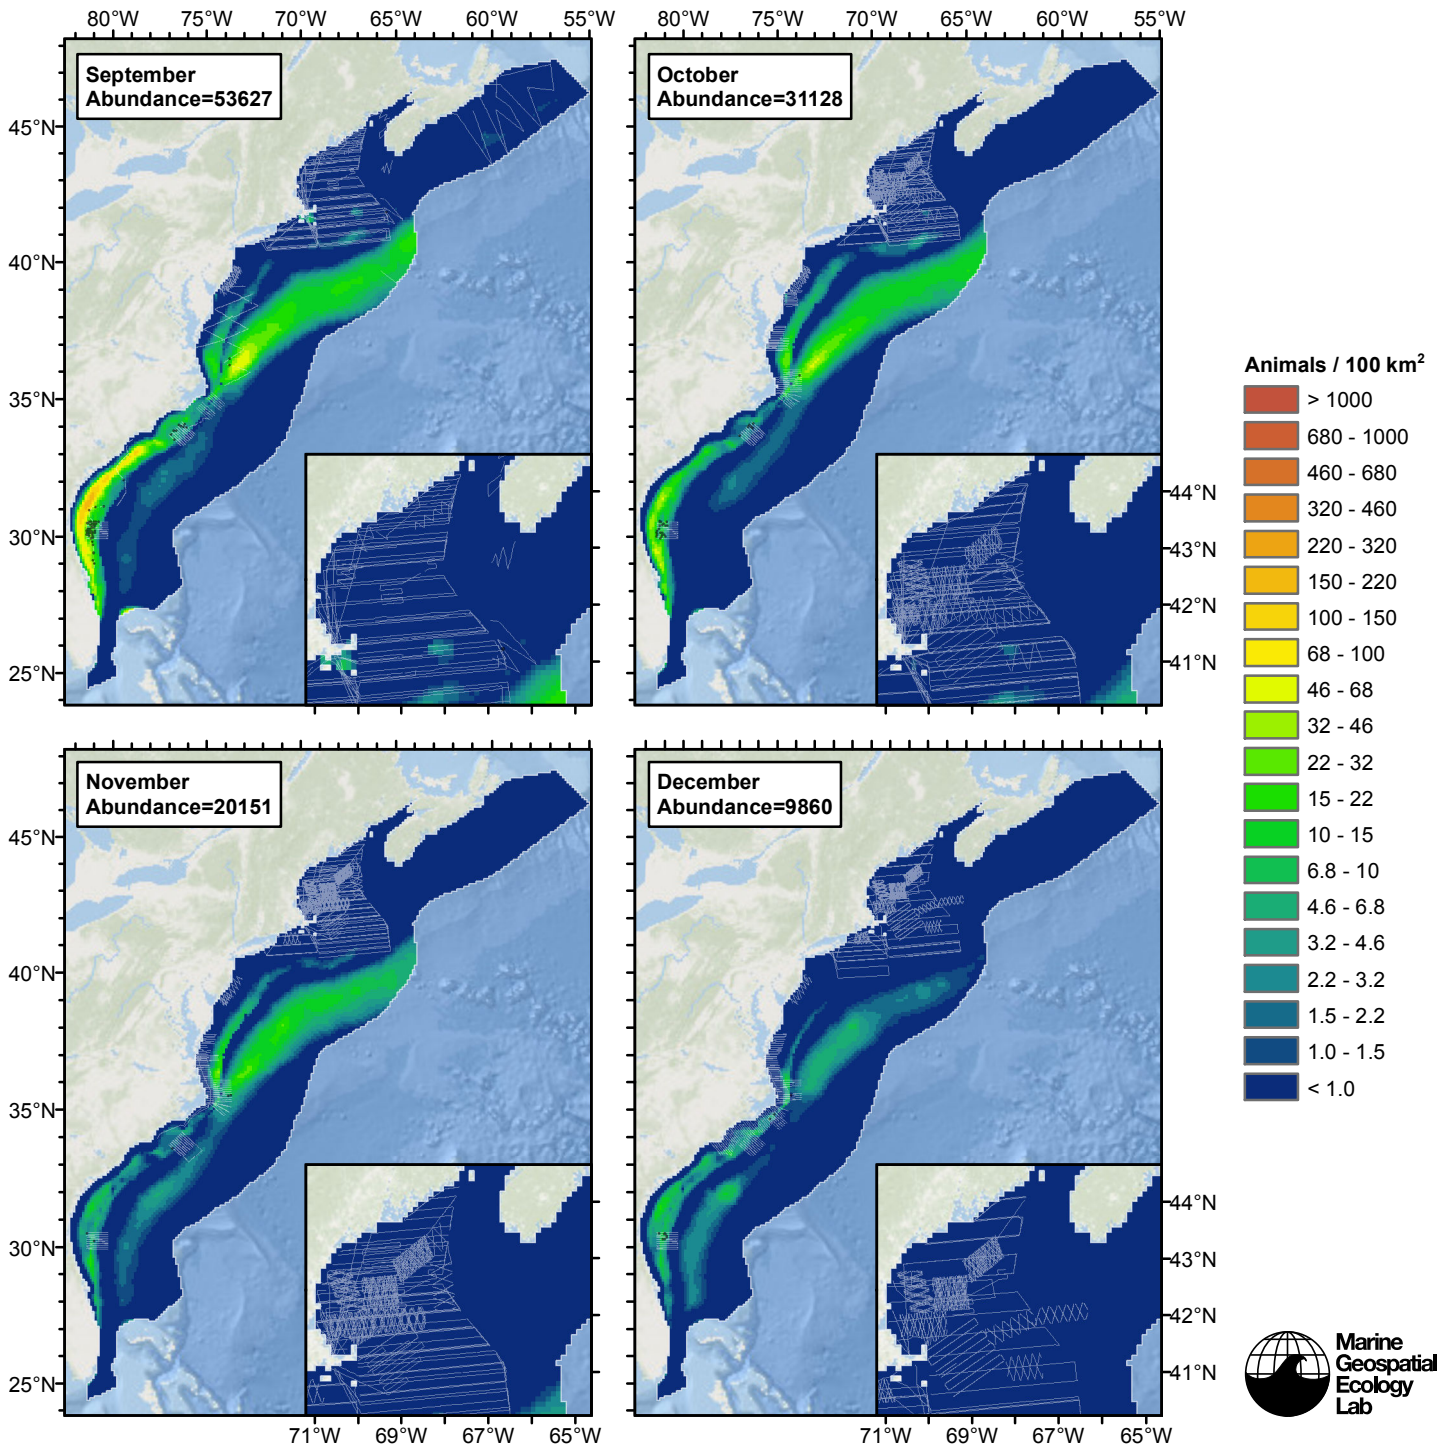 80°W 75°W 70°W 65°W 60°W 55°W 80°W 75°W 70°W 65°W 60°W 55°W
September
Abundance=53627
October
Abundance=31128
45°N
40°N
35°N
30°N
25°N
44°N
43°N
42°N
41°N
Animals / 100 km²
> 1000
680 - 1000
460 - 680
320 - 460
220 - 320
150 - 220
100 - 150
68 - 100
46 - 68
32 - 46
22 - 32
15 - 22
10 - 15
6.8 - 10
4.6 - 6.8
3.2 - 4.6
2.2 - 3.2
1.5 - 2.2
1.0 - 1.5
< 1.0
November
Abundance=20151
December
Abundance=9860
45°N
40°N
35°N
30°N
25°N
44°N
43°N
42°N
41°N
71°W 69°W 67°W 65°W 71°W 69°W 67°W 65°W
Marine
Geospatial
Ecology
Lab